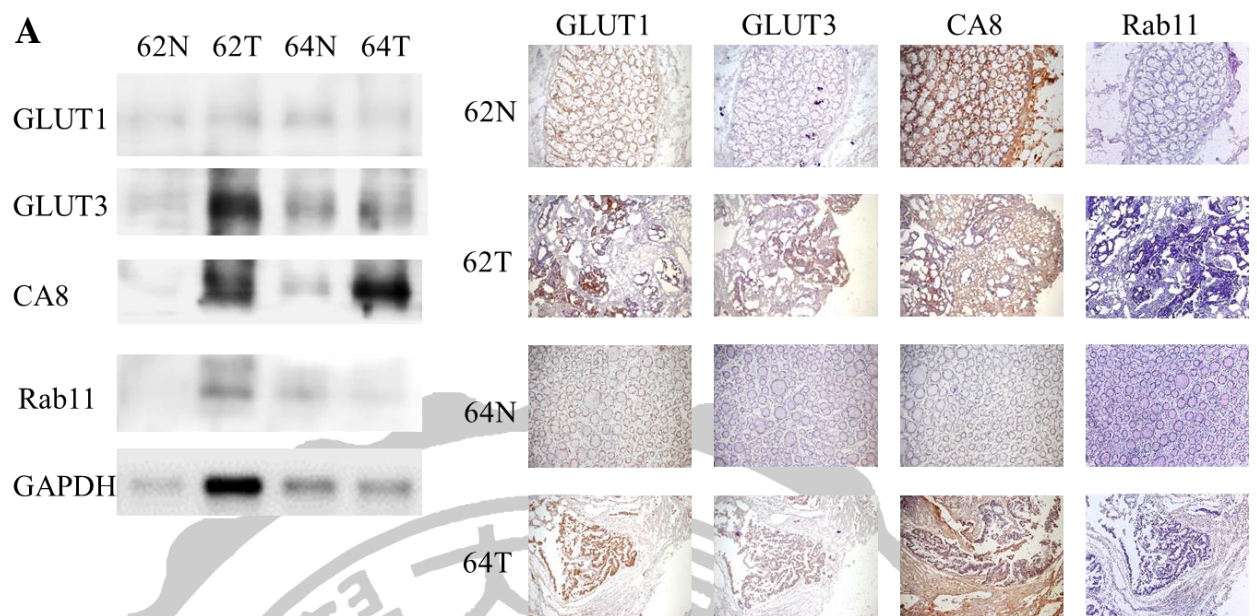 A
62N 62T 64N 64T
GLUT1
GLUT3
CA8
Rab11
GAPDH
GLUT1 GLUT3 CA8 Rab11
62N
62T
64N
64T